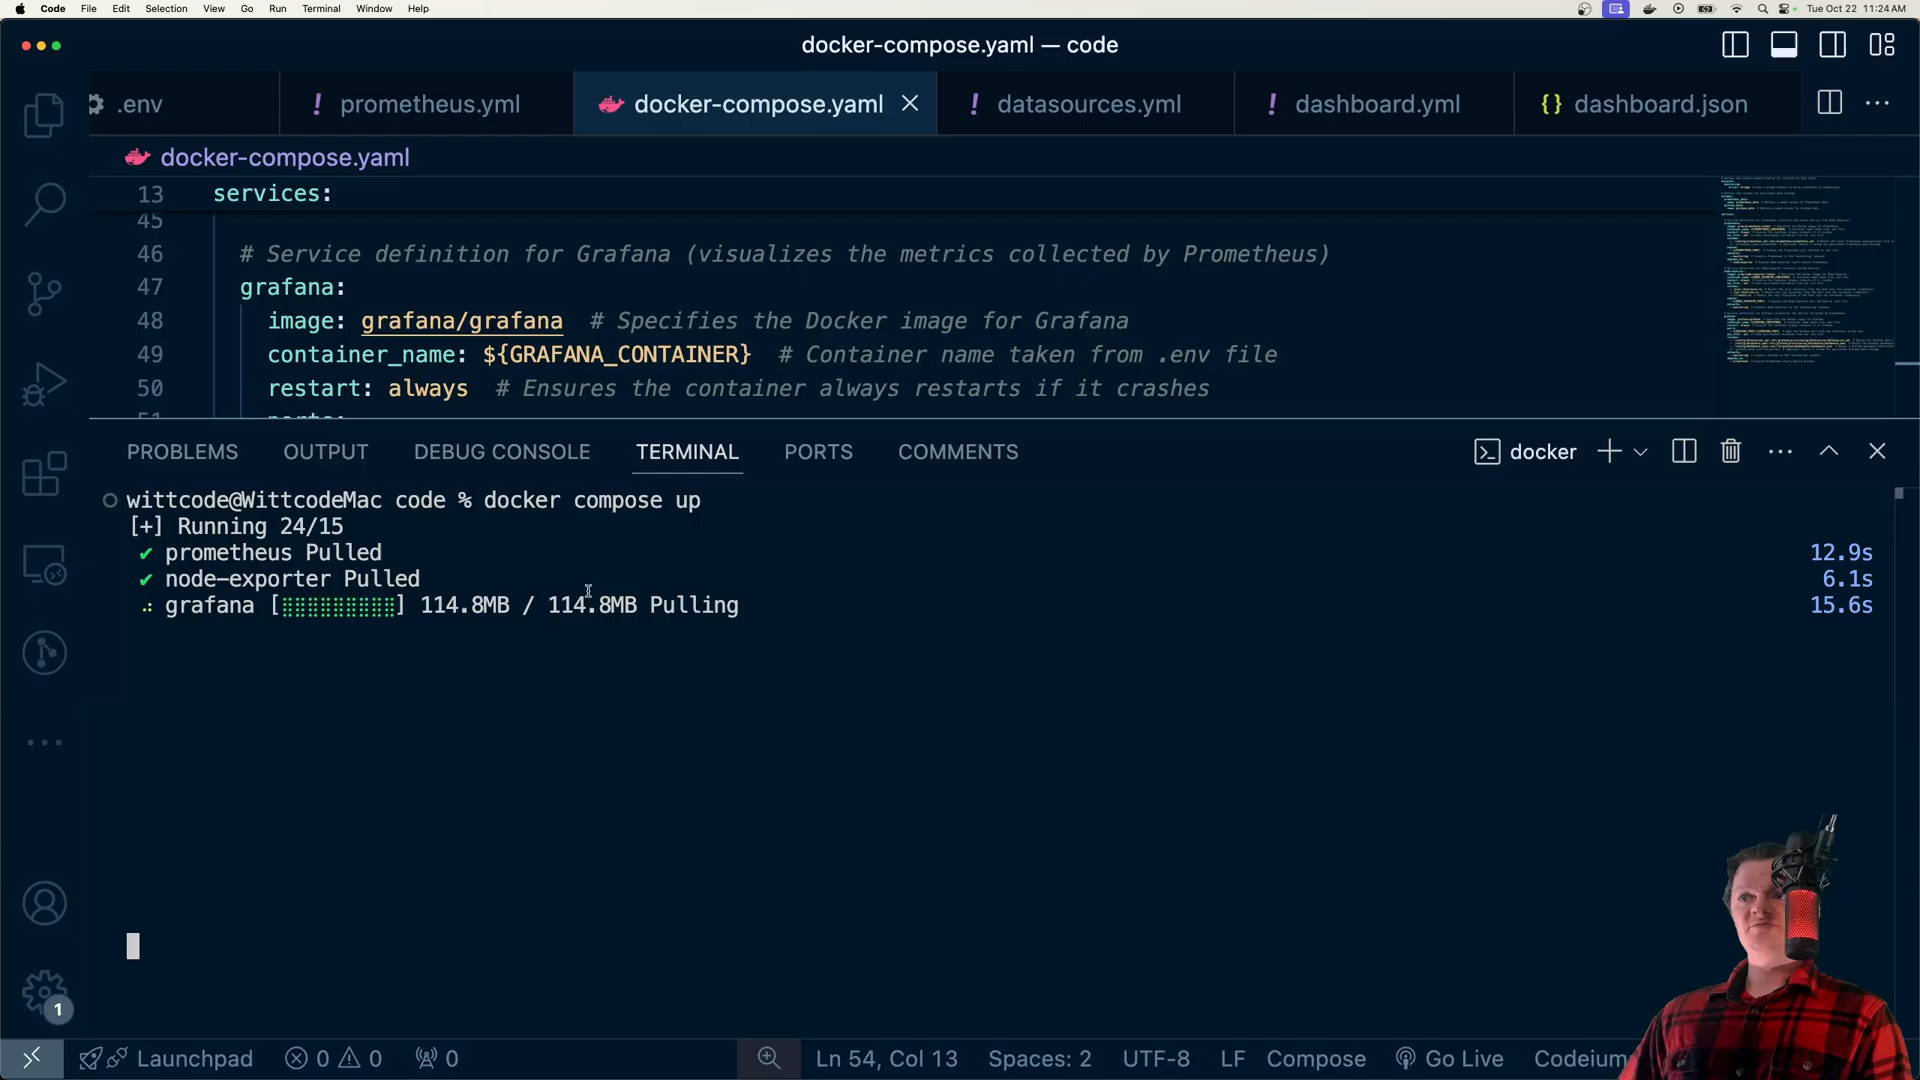 Code File Edit Selection View Go Run Terminal Window Help Tue Oct 22 11:24 AM
docker-compose.yaml — code
.env prometheus.yml docker-compose.yaml datasources.yml dashboard.yml dashboard.json
docker-compose.yaml
13 services:
45
46 # Service definition for Grafana (visualizes the metrics collected by Prometheus)
47 grafana:
48 image: grafana/grafana # Specifies the Docker image for Grafana
49 container_name: ${GRAFANA_CONTAINER} # Container name taken from .env file
50 restart: always # Ensures the container always restarts if it crashes
51 ports:
PROBLEMS OUTPUT DEBUG CONSOLE TERMINAL PORTS COMMENTS docker
wittcode@WittcodeMac code % docker compose up
[+] Running 24/15
✔ prometheus Pulled 12.9s
✔ node-exporter Pulled 6.1s
grafana [⣿⣿⣿⣿⣿⣿⣿⣿⣿] 114.8MB / 114.8MB Pulling 15.6s
1
Launchpad 0 0 0 Ln 54, Col 13 Spaces: 2 UTF-8 LF Compose Go Live Codeium